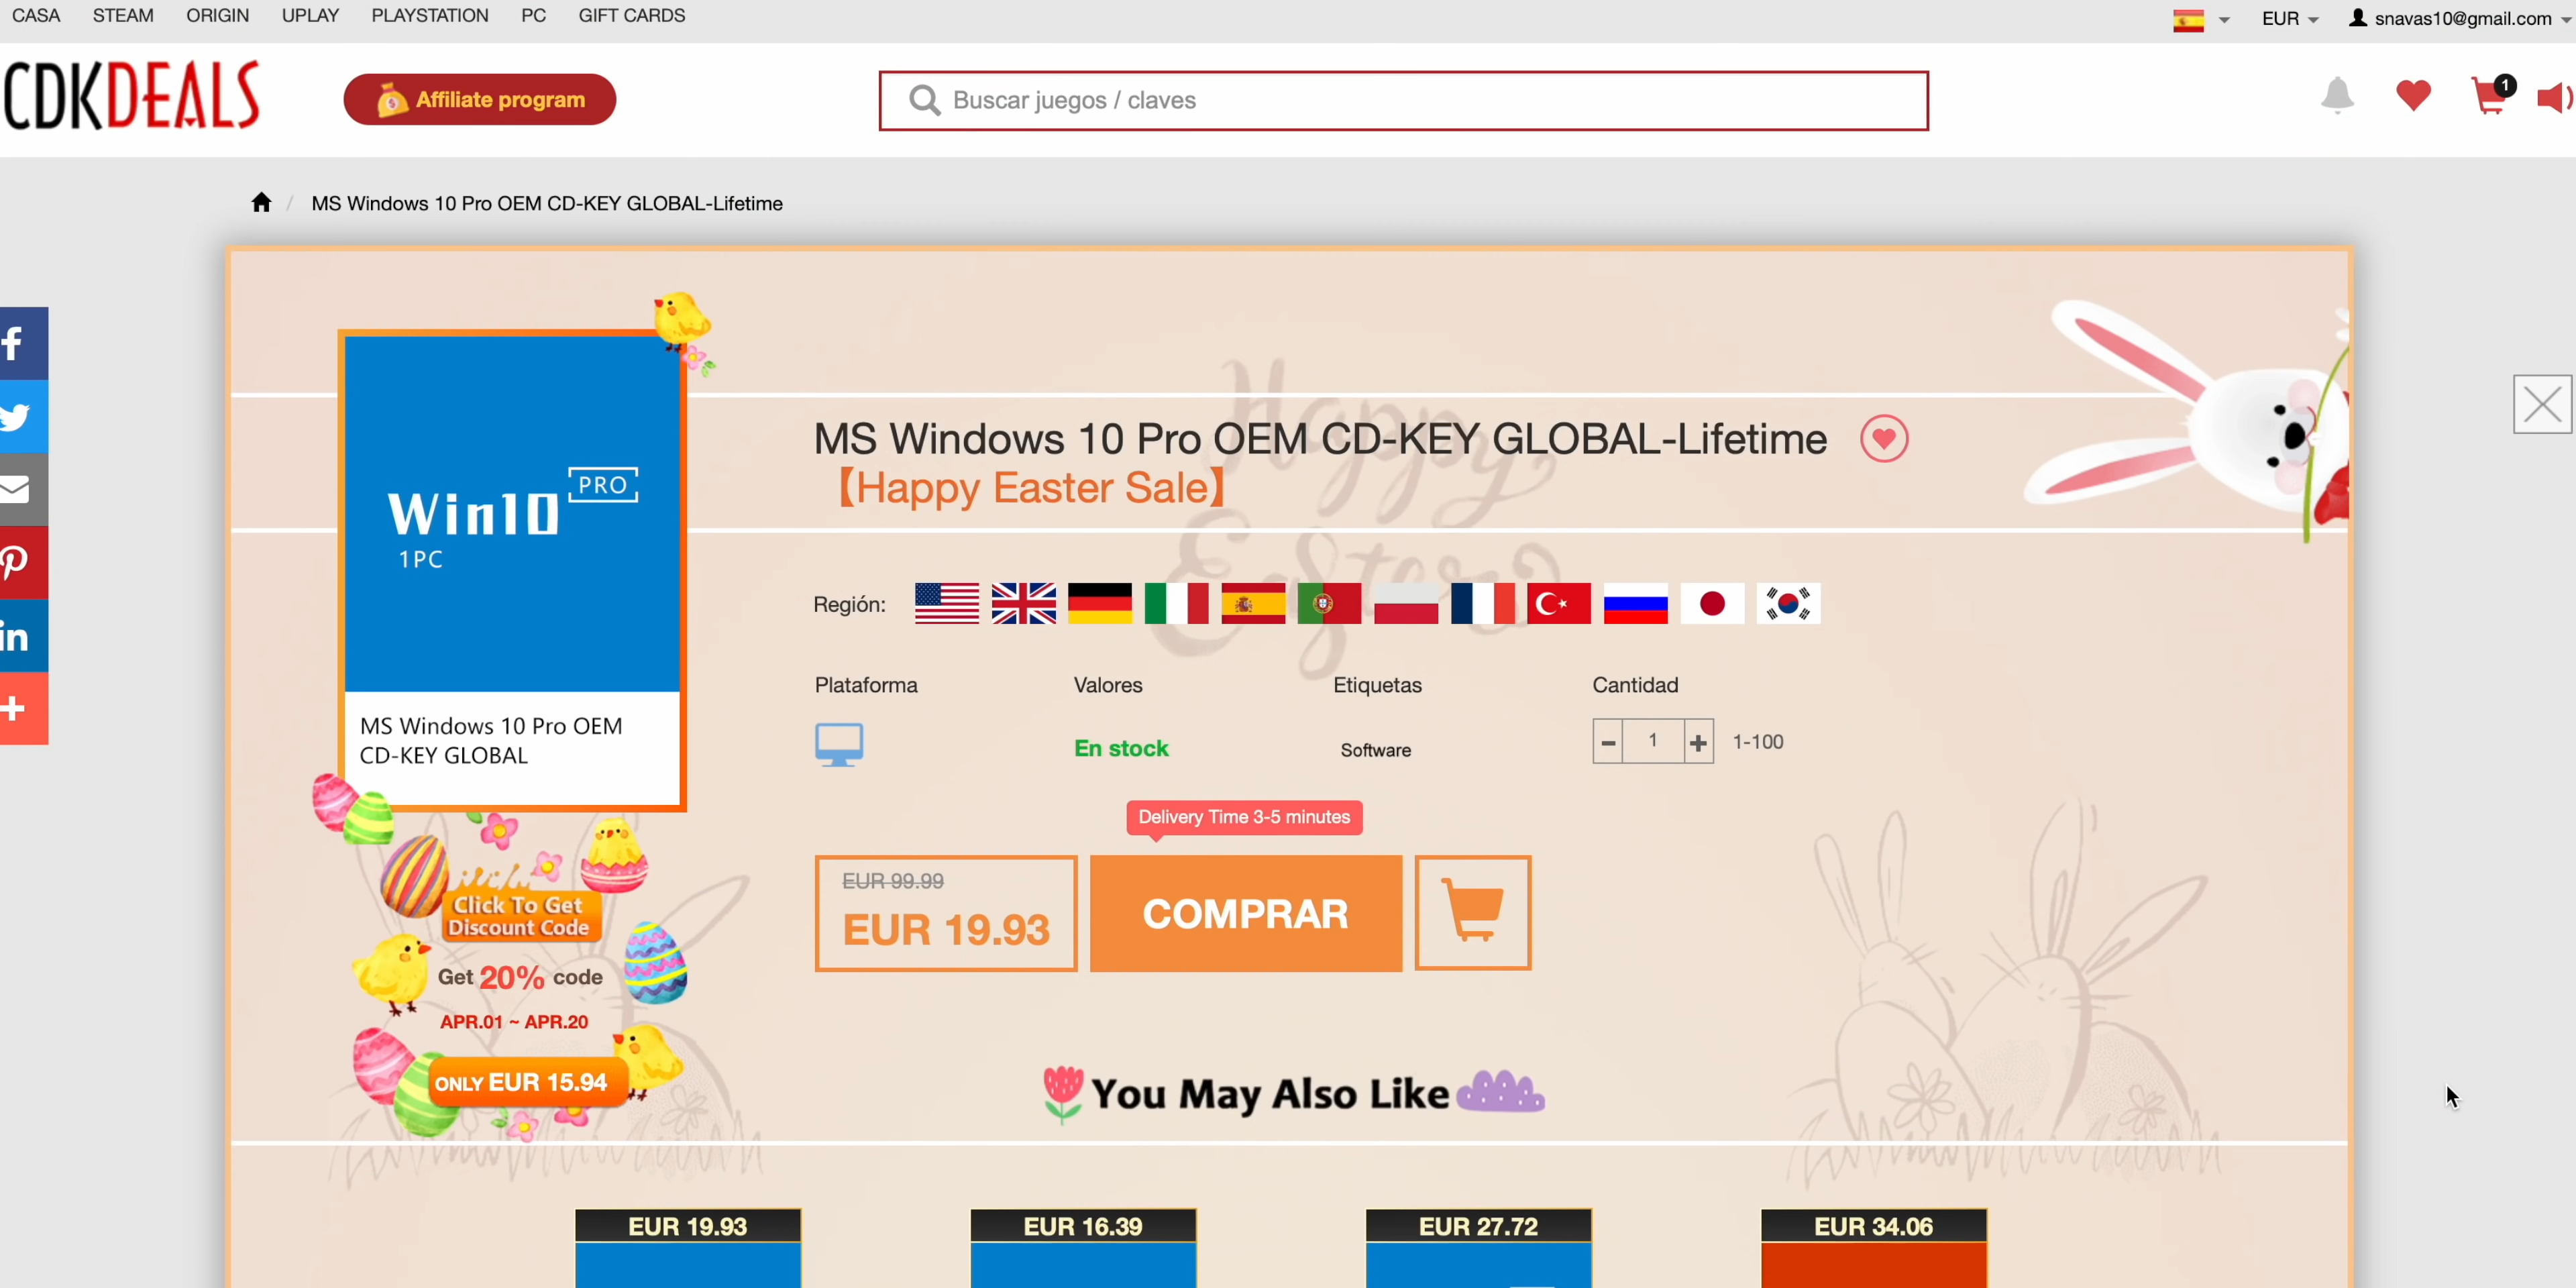 CASA STEAM ORIGIN UPLAY PLAYSTATION PC GIFT CARDS EUR snavas10@gmail.com
CDKDEALS
Affiliate program
Buscar juegos / claves
1
/ MS Windows 10 Pro OEM CD-KEY GLOBAL-Lifetime
Happy
Easter
Win10 PRO
1PC
MS Windows 10 Pro OEM
CD-KEY GLOBAL
MS Windows 10 Pro OEM CD-KEY GLOBAL-Lifetime
【Happy Easter Sale】
Región:
Plataforma Valores Etiquetas Cantidad
En stock Software - 1 + 1-100
Delivery Time 3-5 minutes
EUR 99.99
EUR 19.93 COMPRAR
Click To Get
Discount Code
Get 20% code
APR.01 ~ APR.20
ONLY EUR 15.94
You May Also Like
EUR 19.93 EUR 16.39 EUR 27.72 EUR 34.06